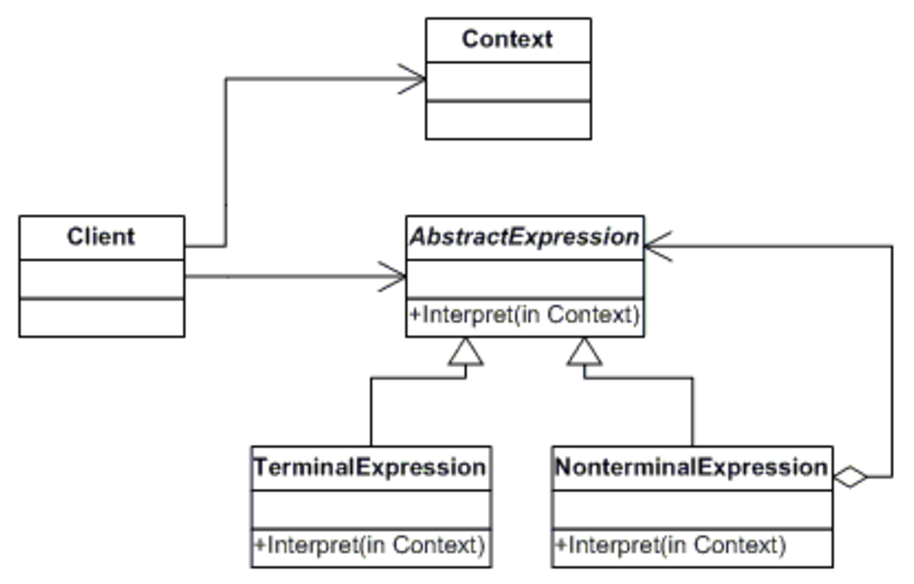 Context
Client
AbstractExpression
+Interpret(in Context)
TerminalExpression
+Interpret(in Context)
NonterminalExpression
+Interpret(in Context)